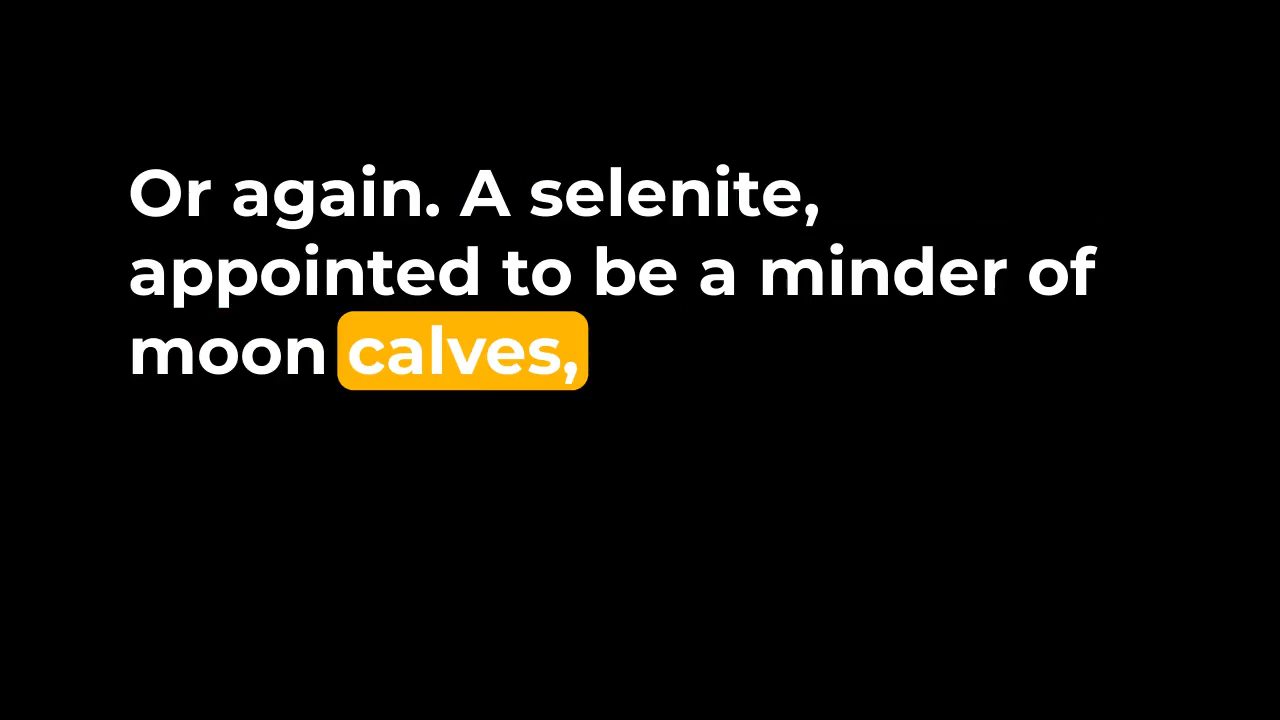 Or again. A selenite,
appointed to be a minder of
moon calves,